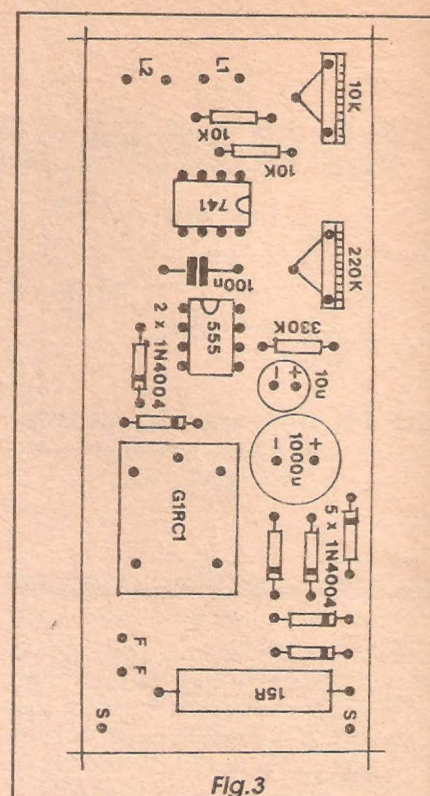 L2
L1
10K
10K
10K
741
220K
100n
2 x 1N4004
555
330K
10u
+
-
1000u
+
-
G1RC1
5 x 1N4004
F
F
15R
S
S
Fig.3